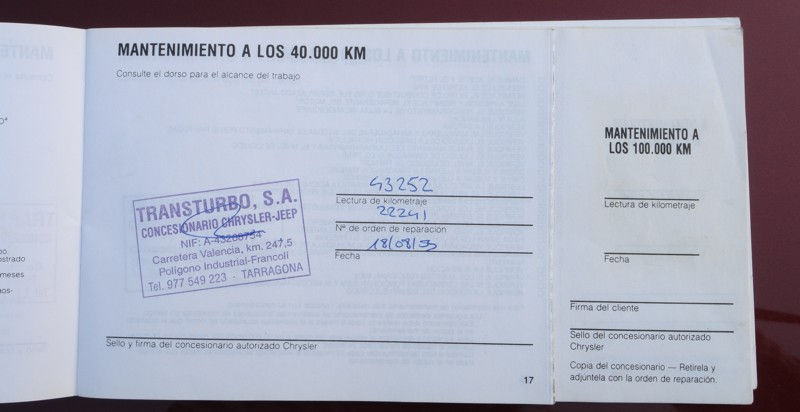 MANTENIMIENTO A LOS 40.000 KM
Consulte el dorso para el alcance del trabajo
TRANSTURBO, S.A.
CONCESIONARIO CHRYSLER-JEEP
NIF: A-43208734
Carretera Valencia, km. 247,5
Polígono Industrial-Francolí
Tel. 977 549 223 - TARRAGONA
43252
Lectura de kilometraje
22241
Nº de orden de reparación
Fecha
Sello y firma del concesionario autorizado Chrysler
17
MANTENIMIENTO A
LOS 100.000 KM
Lectura de kilometraje
Fecha
Firma del cliente
Sello del concesionario autorizado
Chrysler
Copia del concesionario — Retírela y
adjúntela con la orden de reparación.